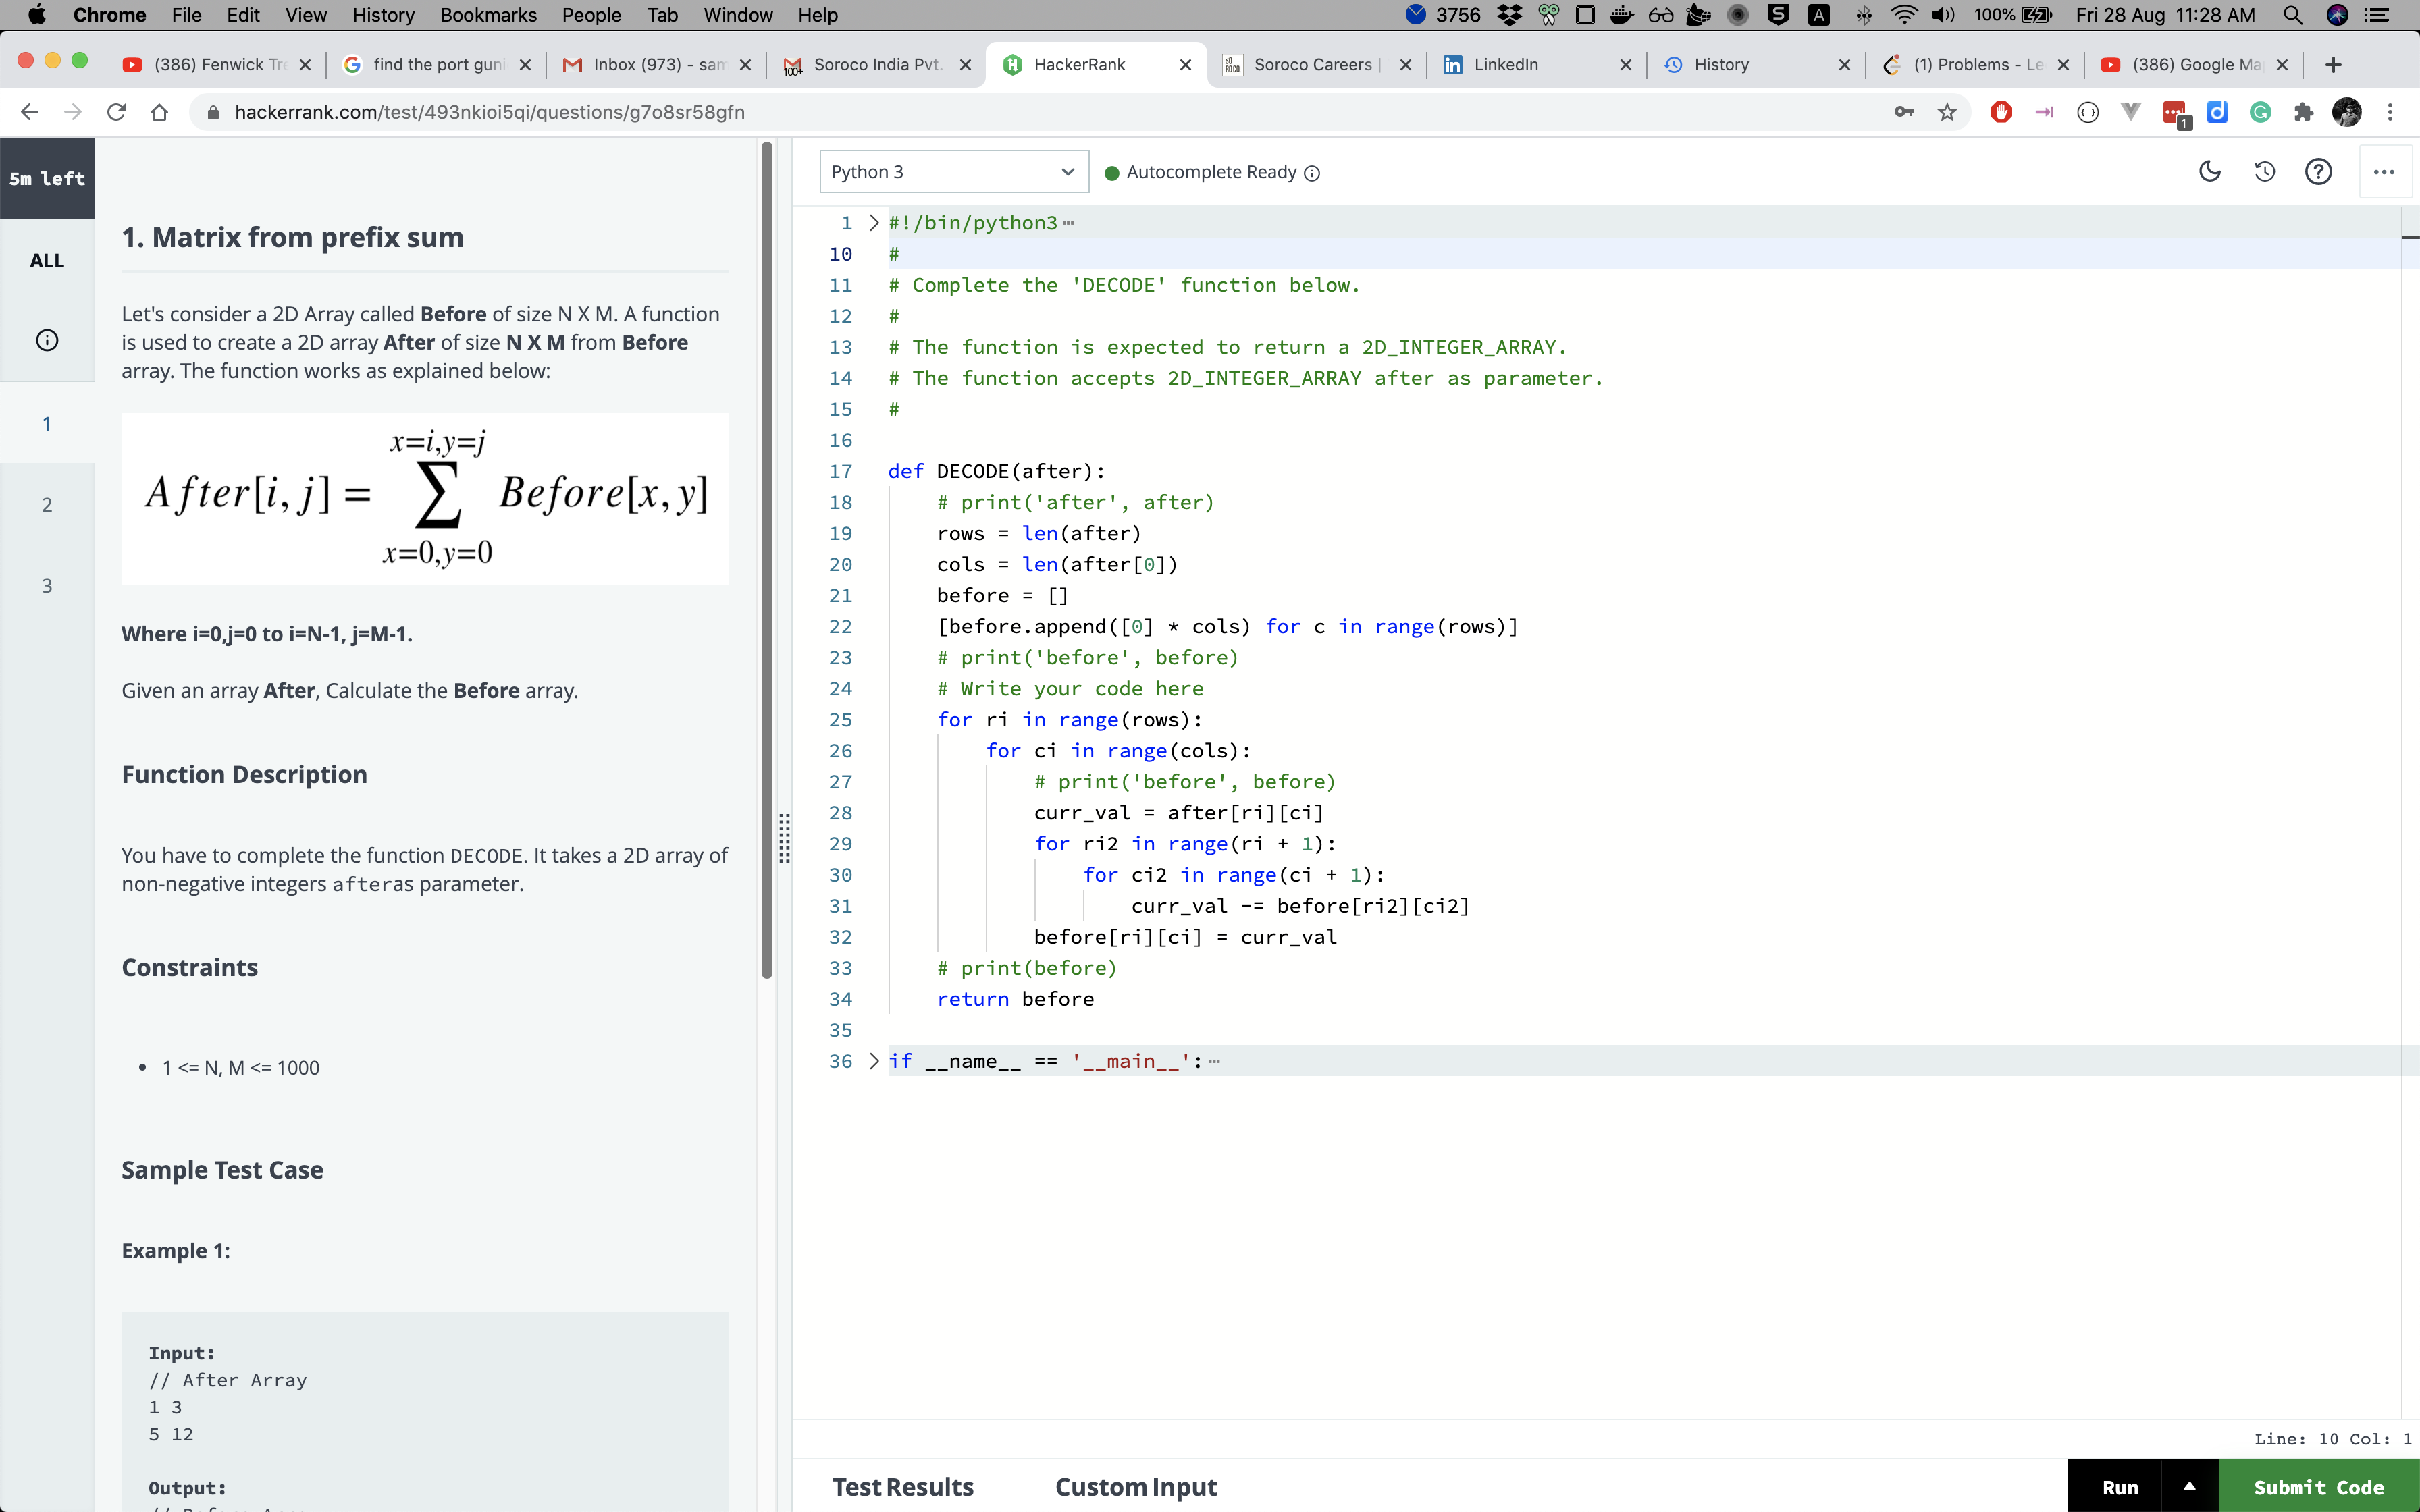 Chrome File Edit View History Bookmarks People Tab Window Help 3756 100% Fri 28 Aug 11:28 AM
(386) Fenwick Tre find the port guni Inbox (973) - sam Soroco India Pvt. HackerRank Soroco Careers | LinkedIn History (1) Problems - Le (386) Google Ma
hackerrank.com/test/493nkioi5qi/questions/g7o8sr58gfn
5m left
ALL
1
2
3
1. Matrix from prefix sum
Let's consider a 2D Array called Before of size N X M. A function
is used to create a 2D array After of size N X M from Before
array. The function works as explained below:
x=i,y=j
After[i, j] = ∑ Before[x, y]
x=0,y=0
Where i=0,j=0 to i=N-1, j=M-1.
Given an array After, Calculate the Before array.
Function Description
You have to complete the function DECODE. It takes a 2D array of
non-negative integers afteras parameter.
Constraints
• 1 <= N, M <= 1000
Sample Test Case
Example 1:
Input:
// After Array
1 3
5 12
Output:
Python 3 Autocomplete Ready
1 #!/bin/python3
10 #
11 # Complete the 'DECODE' function below.
12 #
13 # The function is expected to return a 2D_INTEGER_ARRAY.
14 # The function accepts 2D_INTEGER_ARRAY after as parameter.
15 #
16
17 def DECODE(after):
18 # print('after', after)
19 rows = len(after)
20 cols = len(after[0])
21 before = []
22 [before.append([0] * cols) for c in range(rows)]
23 # print('before', before)
24 # Write your code here
25 for ri in range(rows):
26 for ci in range(cols):
27 # print('before', before)
28 curr_val = after[ri][ci]
29 for ri2 in range(ri + 1):
30 for ci2 in range(ci + 1):
31 curr_val -= before[ri2][ci2]
32 before[ri][ci] = curr_val
33 # print(before)
34 return before
35
36 if __name__ == '__main__':
Line: 10 Col: 1
Test Results Custom Input Run Submit Code